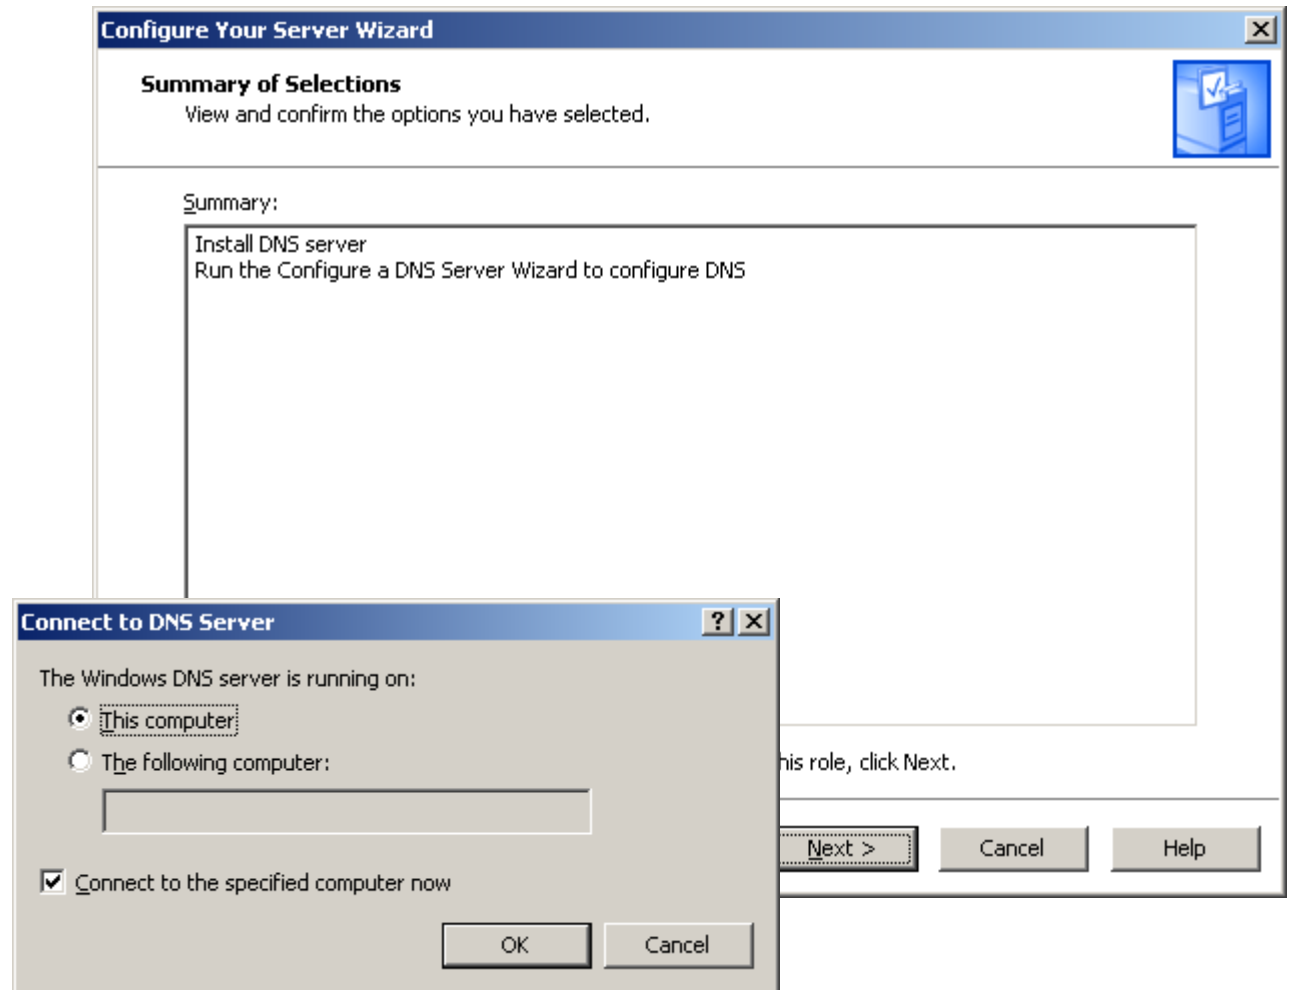 Configure Your Server Wizard
Summary of Selections
View and confirm the options you have selected.
Summary:
Install DNS server
Run the Configure a DNS Server Wizard to configure DNS
his role, click Next.
Next >
Cancel
Help
Connect to DNS Server
The Windows DNS server is running on:
This computer
The following computer:
Connect to the specified computer now
OK
Cancel